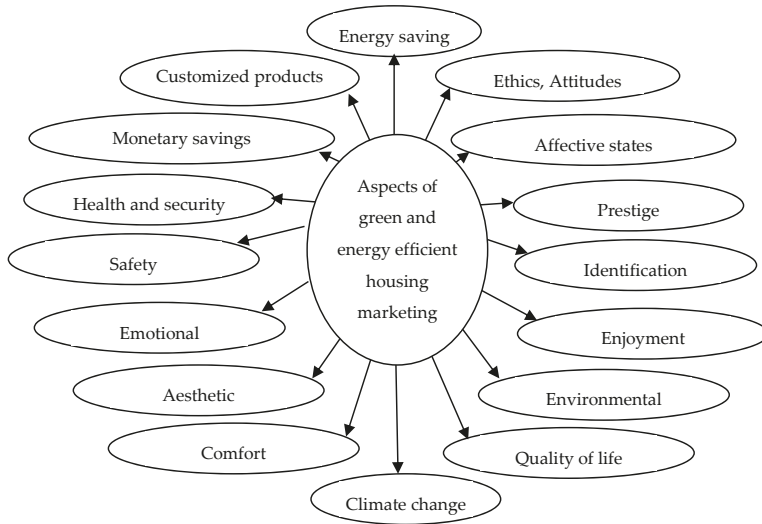 Energy saving
Customized products
Ethics, Attitudes
Monetary savings
Affective states
Health and security
Prestige
Safety
Identification
Emotional
Enjoyment
Aesthetic
Environmental
Comfort
Quality of life
Climate change
Aspects of
green and
energy efficient
housing
marketing